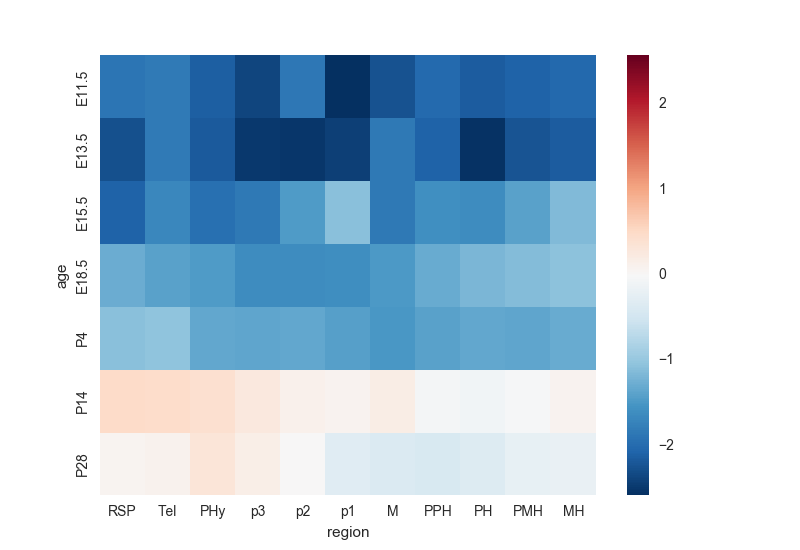 age
E11.5
E13.5
E15.5
E18.5
P4
P14
P28
RSP Tel PHy p3 p2 p1 M PPH PH PMH MH
region
2
1
0
−1
−2